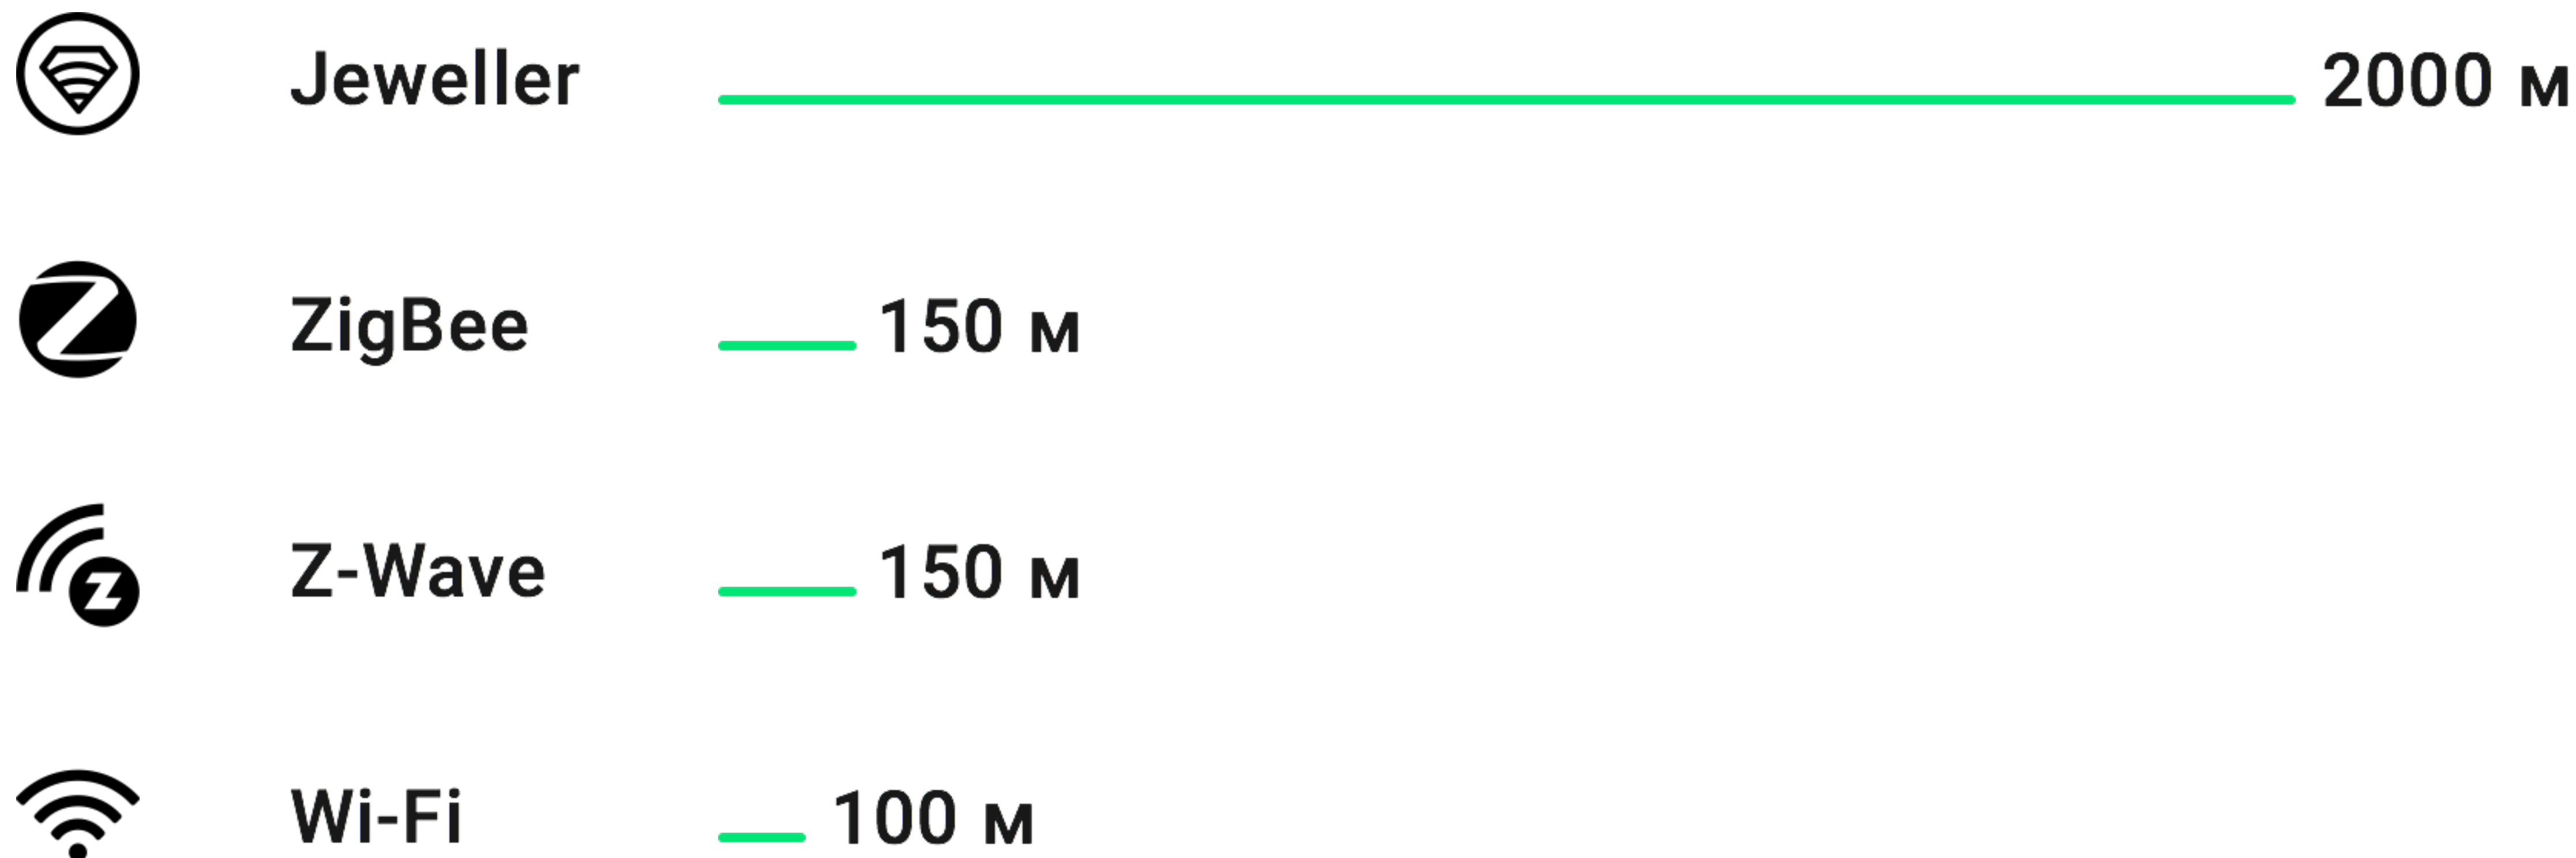 Jeweller 2000 м
ZigBee 150 м
Z-Wave 150 м
Wi-Fi 100 м